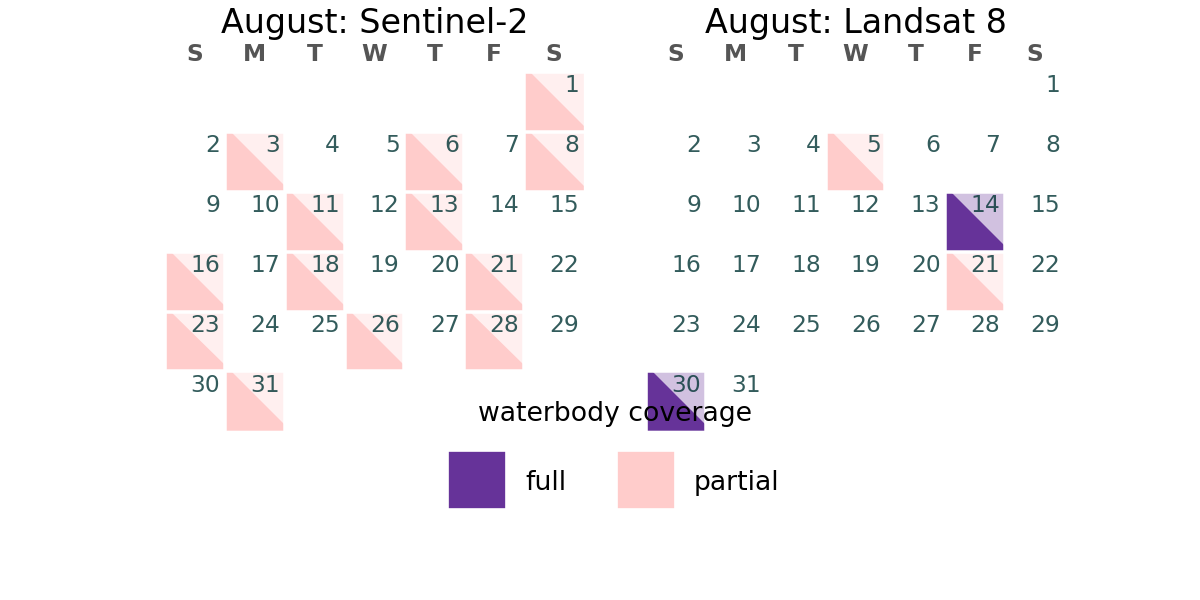 August: Sentinel-2
S M T W T F S
1
2 3 4 5 6 7 8
9 10 11 12 13 14 15
16 17 18 19 20 21 22
23 24 25 26 27 28 29
30 31
August: Landsat 8
S M T W T F S
1
2 3 4 5 6 7 8
9 10 11 12 13 14 15
16 17 18 19 20 21 22
23 24 25 26 27 28 29
30 31
waterbody coverage
full
partial